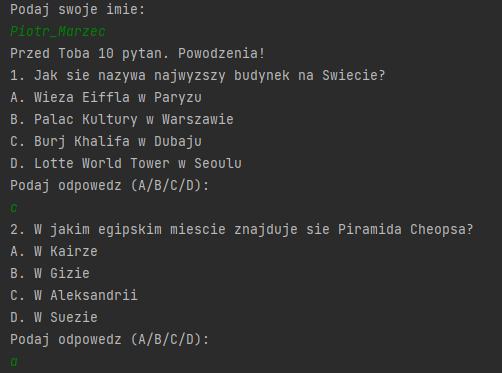 Podaj swoje imie:
Piotr_Marzec
Przed Toba 10 pytan. Powodzenia!
1. Jak sie nazywa najwyzszy budynek na Swiecie?
A. Wieza Eiffla w Paryzu
B. Palac Kultury w Warszawie
C. Burj Khalifa w Dubaju
D. Lotte World Tower w Seoulu
Podaj odpowedz (A/B/C/D):
c
2. W jakim egipskim miescie znajduje sie Piramida Cheopsa?
A. W Kairze
B. W Gizie
C. W Aleksandrii
D. W Suezie
Podaj odpowedz (A/B/C/D):
a